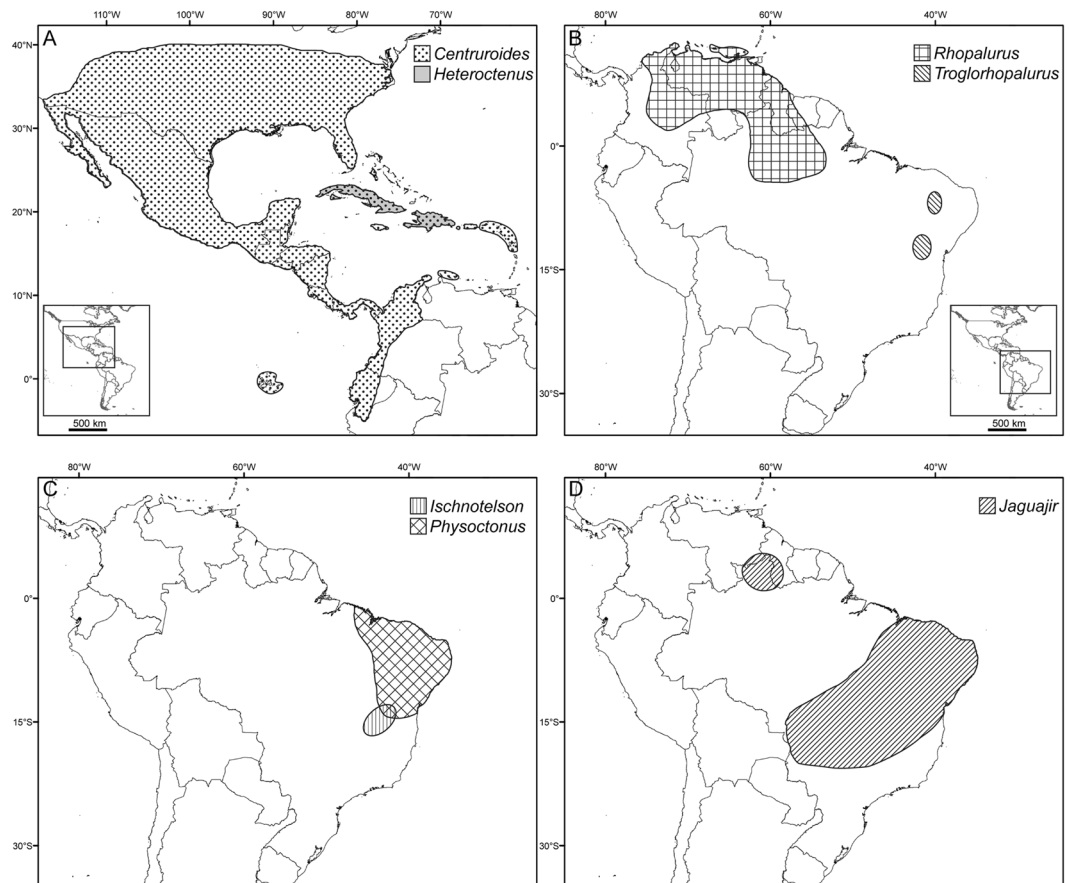 110°W 100°W 90°W 80°W 70°W
A
Centruroides
Heteroctenus
40°N
30°N
20°N
10°N
0°
500 km
80°W 60°W 40°W
B
Rhopalurus
Troglorhopalurus
0°
15°S
30°S
500 km
80°W 60°W 40°W
C
Ischnotelson
Physoctonus
0°
15°S
30°S
80°W 60°W 40°W
D
Jaguajir
0°
15°S
30°S